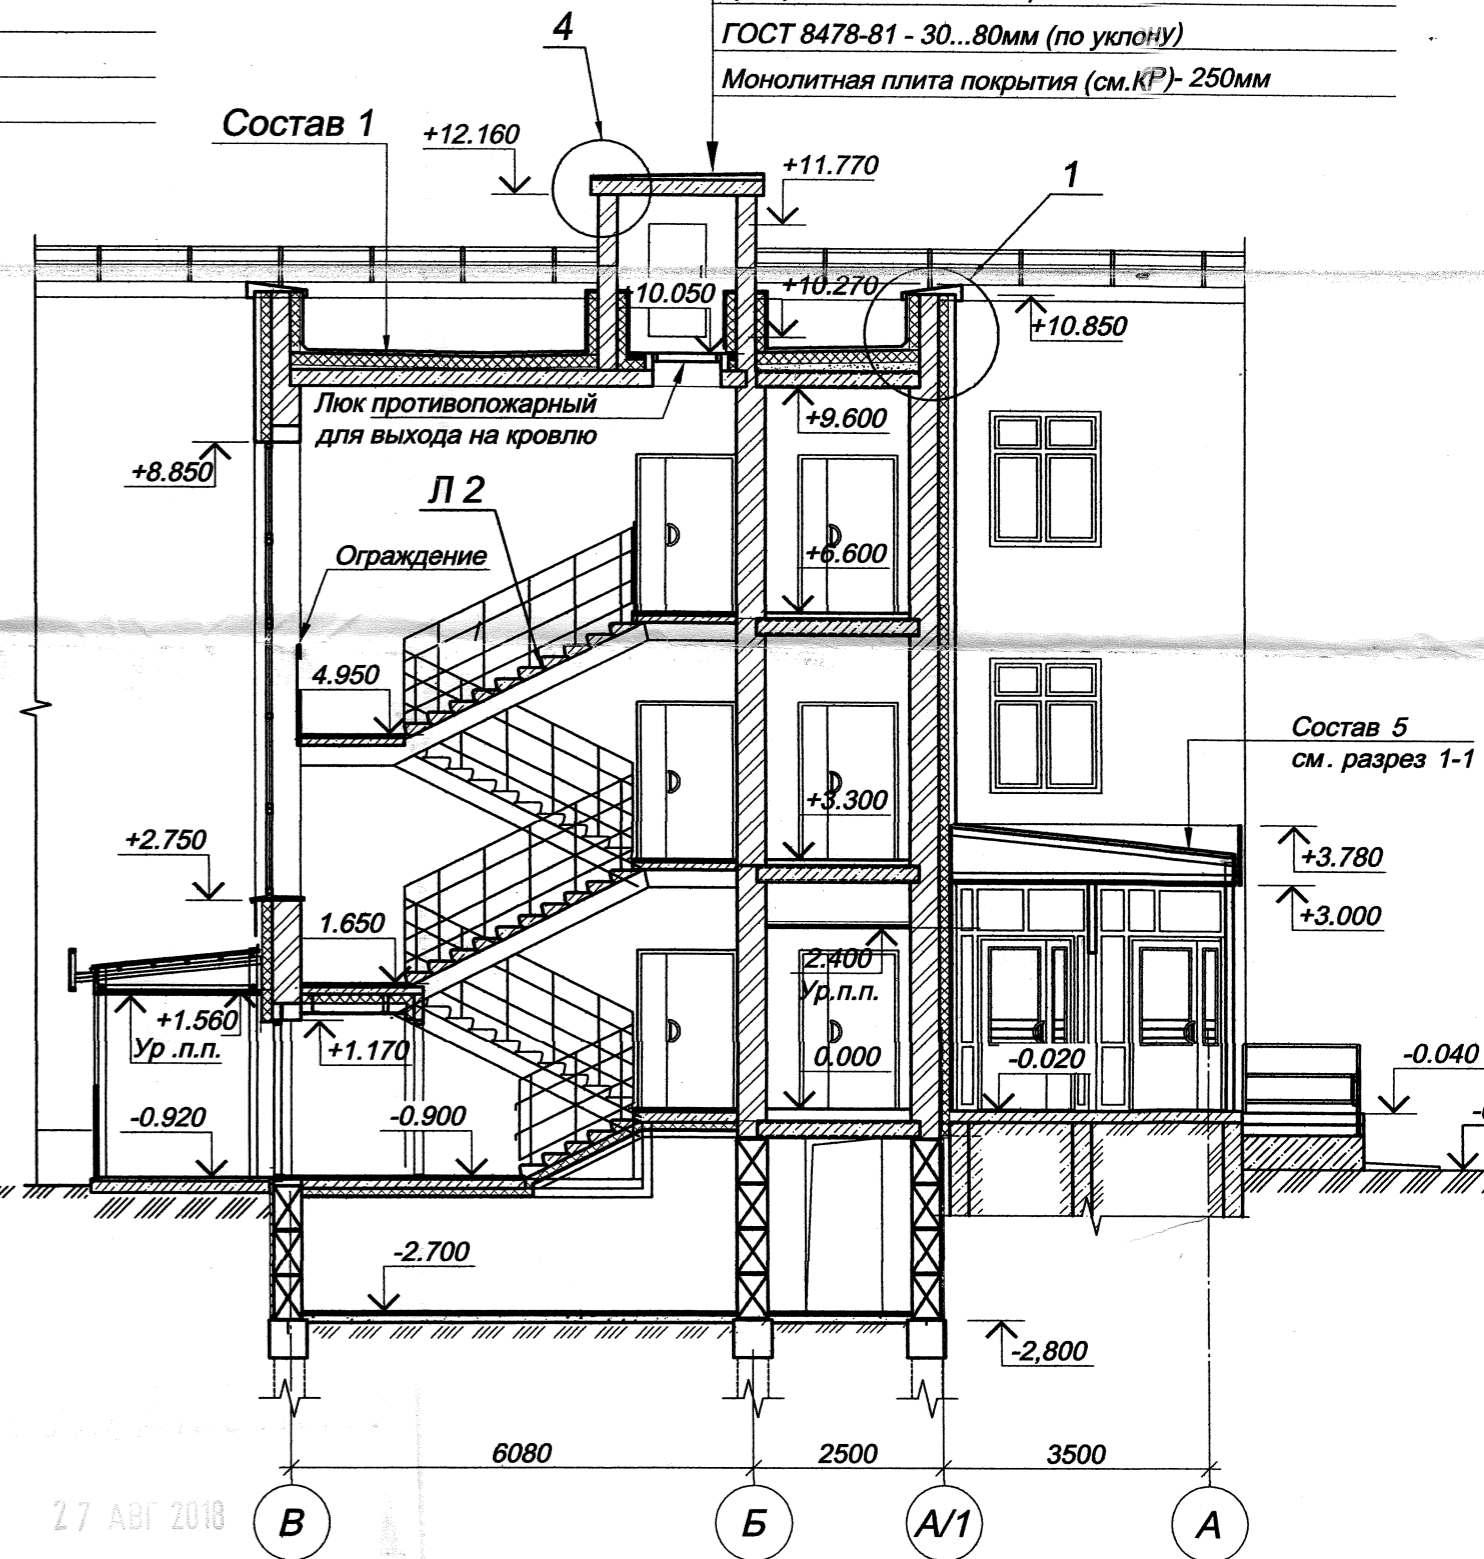 ГОСТ 8478-81 - 30...80мм (по уклону)
Монолитная плита покрытия (см.КР)- 250мм
4
Состав 1
+12.160
+11.770
1
10.050
+10.270
+10.850
Люк противопожарный
для выхода на кровлю
+9.600
+8.850
Л 2
Ограждение
+6.600
4.950
Состав 5
см. разрез 1-1
+3.300
+2.750
+3.780
+3.000
1.650
2.400
Ур.п.п.
+1.560
Ур .п.п.
+1.170
0.000
-0.020
-0.040
-0.920
-0.900
-2.700
-2,800
6080
2500
3500
27 АВГ 2018
В
Б
А/1
А